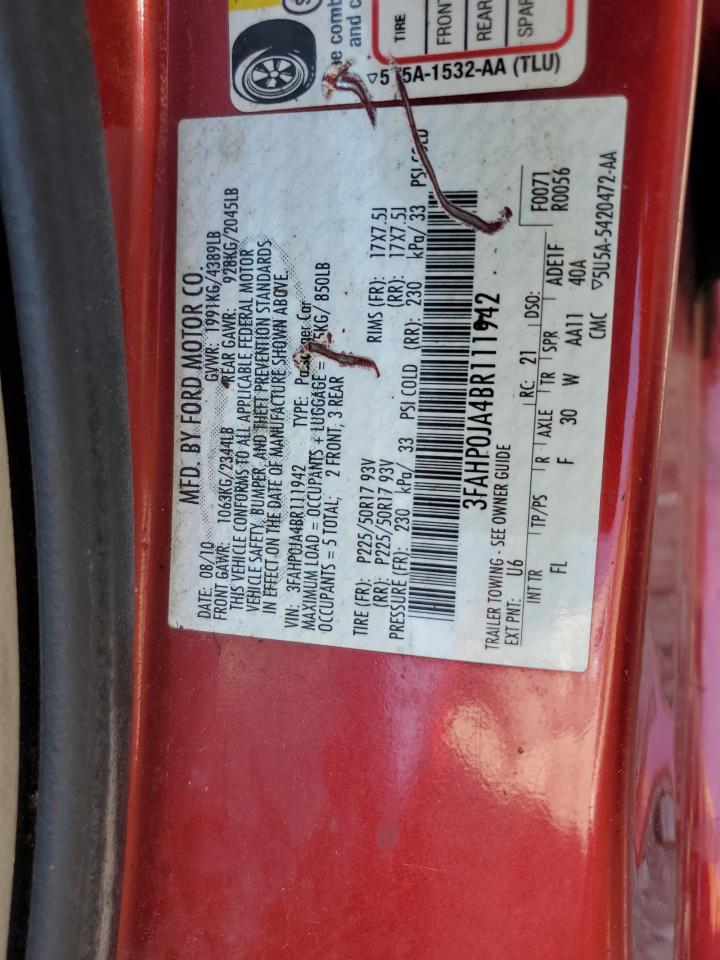 TIRE
FRONT
REAR
SPAR
e comb
and c
5T5A-1532-AA (TLU)
MFD. BY FORD MOTOR CO.
DATE: 08/10 GVWR: 1991KG/4389LB
FRONT GAWR: 1063KG/2344LB REAR GAWR: 928KG/2045LB
THIS VEHICLE CONFORMS TO ALL APPLICABLE FEDERAL MOTOR
VEHICLE SAFETY, BUMPER, AND THEFT PREVENTION STANDARDS
IN EFFECT ON THE DATE OF MANUFACTURE SHOWN ABOVE.
VIN: 3FAHP0JA4BR111942 TYPE: Passenger Car
MAXIMUM LOAD = OCCUPANTS + LUGGAGE = 5KG/ 850LB
OCCUPANTS = 5 TOTAL; 2 FRONT, 3 REAR
TIRE (FR): P225/50R17 93V RIMS (FR): 17X7.5J
(RR): P225/50R17 93V (RR): 17X7.5J
PRESSURE (FR): 230 kPa/ 33 PSI COLD (RR): 230 kPa/ 33 PSI COLD
3FAHP0JA4BR111942
TRAILER TOWING - SEE OWNER GUIDE
F0071
EXT PNT: U6 RC: 21 DSO: R0056
INT TR TP/PS R AXLE TR SPR ADE1F
FL F 30 W AA11 40A
CMC ▽5U5A-5420472-AA